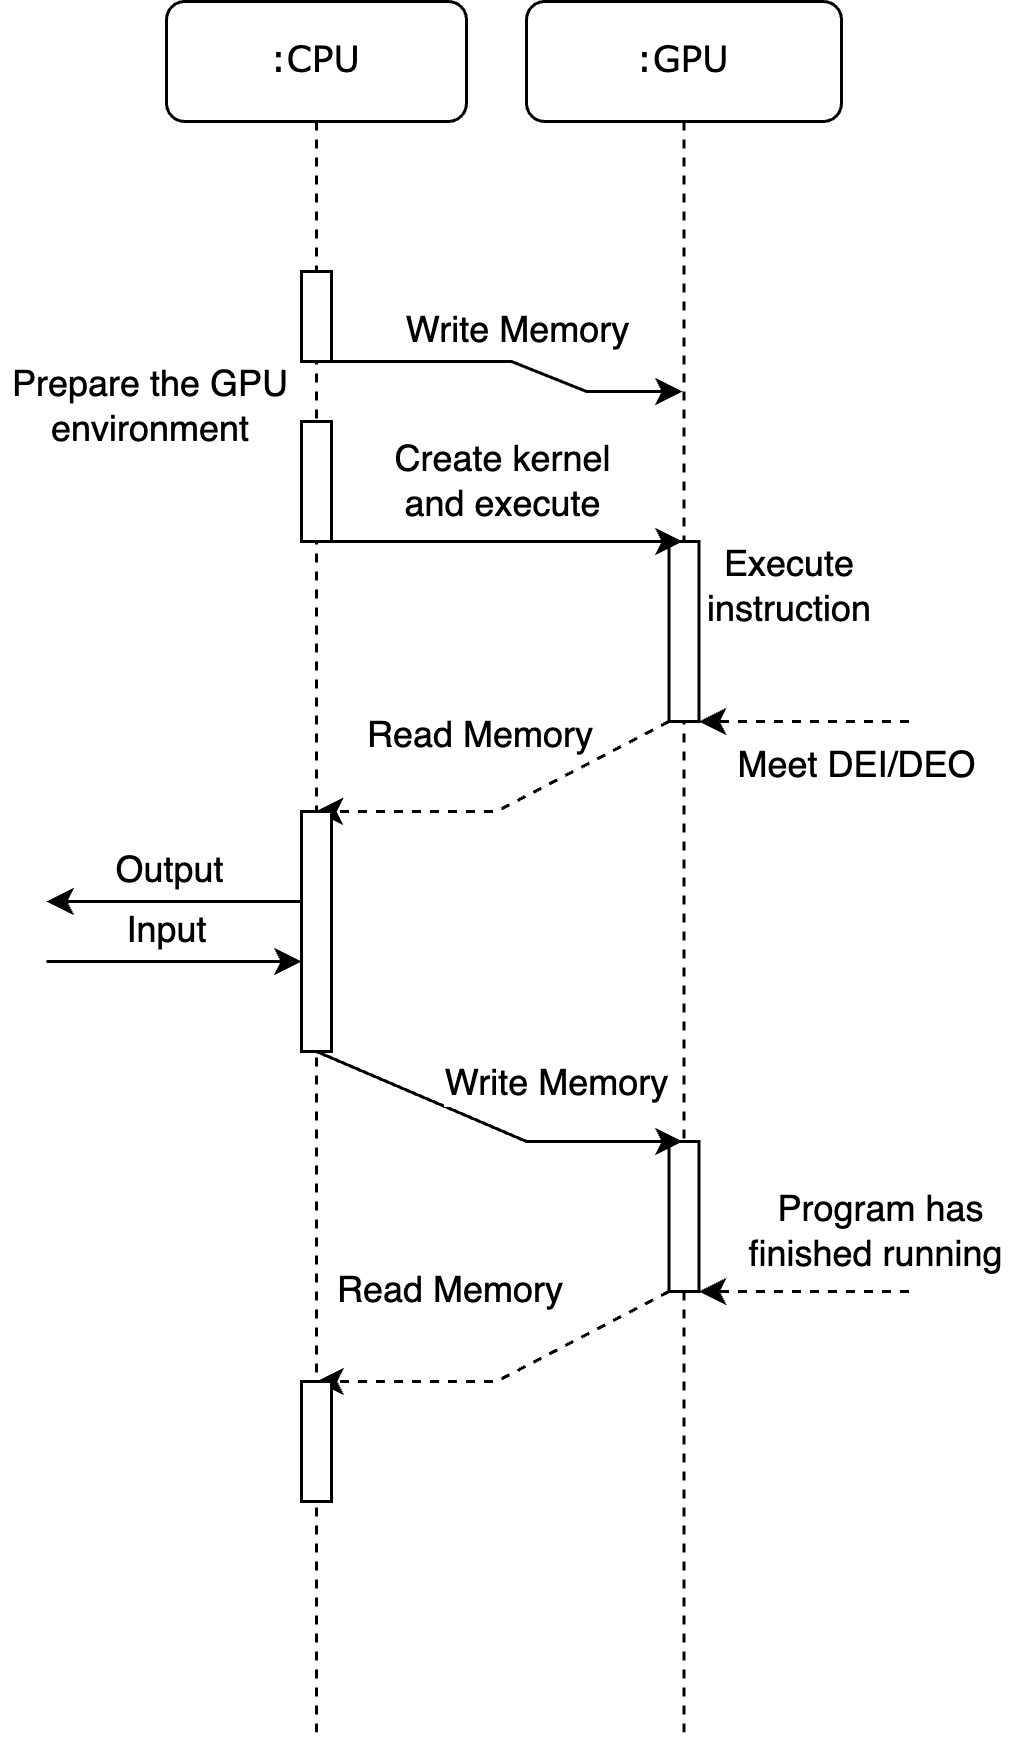 :CPU
:GPU
Write Memory
Prepare the GPU
environment
Create kernel
and execute
Execute
instruction
Read Memory
Meet DEI/DEO
Output
Input
Write Memory
Program has
finished running
Read Memory